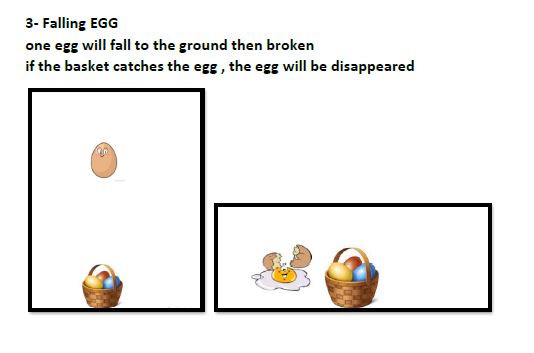 3- Falling EGG
one egg will fall to the ground then broken
if the basket catches the egg , the egg will be disappeared